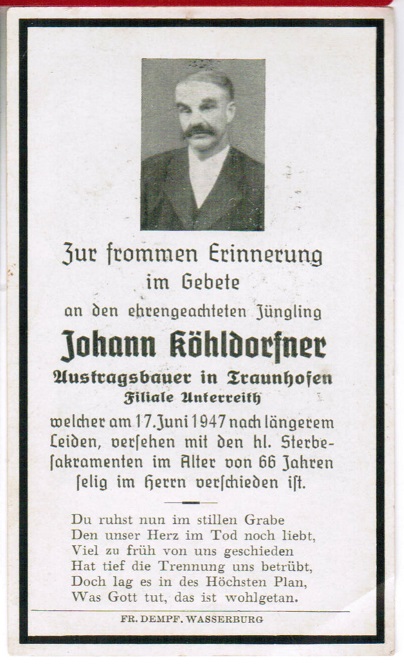 Zur frommen Erinnerung
im Gebete
an den ehrengeachteten Jüngling
Johann Köhldorfner
Austragsbauer in Traunhofen
Filiale Unterreith
welcher am 17. Juni 1947 nach längerem
Leiden, versehen mit den hl. Sterbe-
sakramenten im Alter von 66 Jahren
selig im Herrn verschieden ist.
Du ruhst nun im stillen Grabe
Den unser Herz im Tod noch liebt,
Viel zu früh von uns geschieden
Hat tief die Trennung uns betrübt,
Doch lag es in des Höchsten Plan,
Was Gott tut, das ist wohlgetan.
FR. DEMPF. WASSERBURG